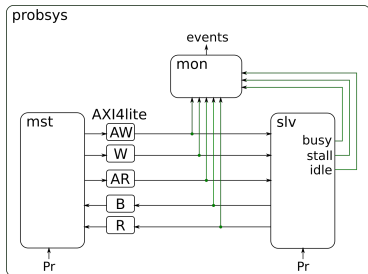 probsys
events
mon
AXI4lite
mst
AW
slv
busy
W
stall
idle
AR
B
R
Pr
Pr